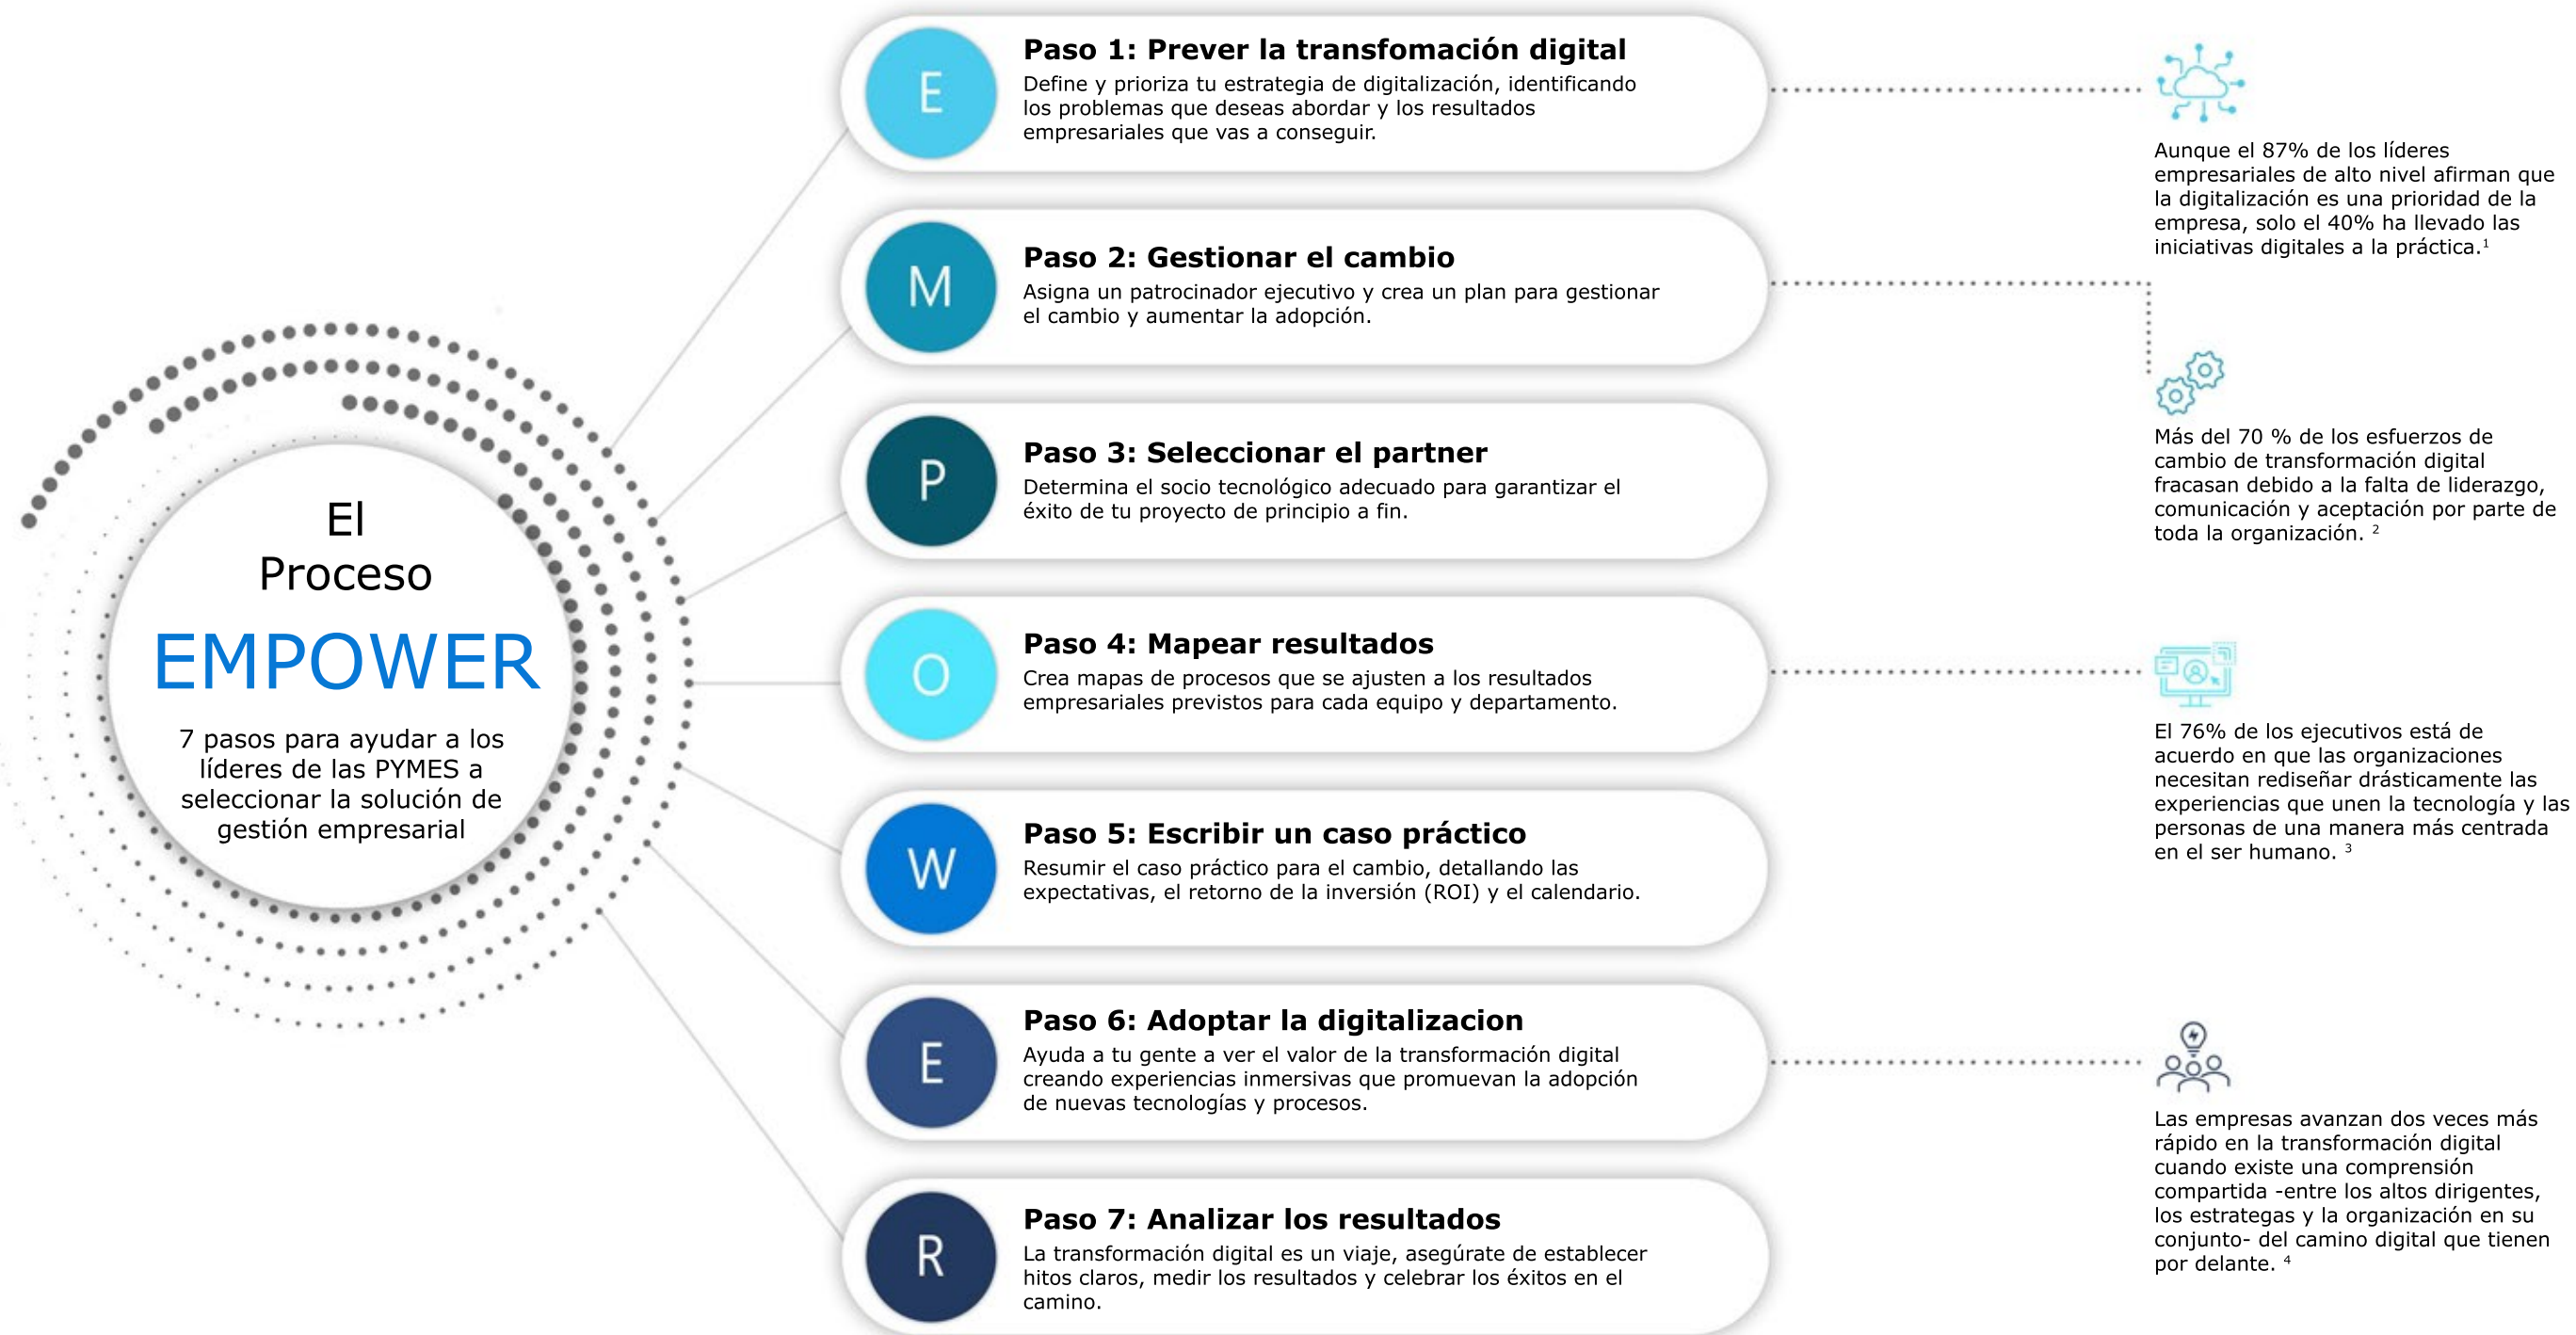 El
Proceso
EMPOWER
7 pasos para ayudar a los
líderes de las PYMES a
seleccionar la solución de
gestión empresarial
E
Paso 1: Prever la transfomación digital
Define y prioriza tu estrategia de digitalización, identificando
los problemas que deseas abordar y los resultados
empresariales que vas a conseguir.
Aunque el 87% de los líderes
empresariales de alto nivel afirman que
la digitalización es una prioridad de la
empresa, solo el 40% ha llevado las
iniciativas digitales a la práctica.¹
M
Paso 2: Gestionar el cambio
Asigna un patrocinador ejecutivo y crea un plan para gestionar
el cambio y aumentar la adopción.
Más del 70 % de los esfuerzos de
cambio de transformación digital
fracasan debido a la falta de liderazgo,
comunicación y aceptación por parte de
toda la organización. ²
P
Paso 3: Seleccionar el partner
Determina el socio tecnológico adecuado para garantizar el
éxito de tu proyecto de principio a fin.
O
Paso 4: Mapear resultados
Crea mapas de procesos que se ajusten a los resultados
empresariales previstos para cada equipo y departamento.
El 76% de los ejecutivos está de
acuerdo en que las organizaciones
necesitan rediseñar drásticamente las
experiencias que unen la tecnología y las
personas de una manera más centrada
en el ser humano. ³
W
Paso 5: Escribir un caso práctico
Resumir el caso práctico para el cambio, detallando las
expectativas, el retorno de la inversión (ROI) y el calendario.
E
Paso 6: Adoptar la digitalizacion
Ayuda a tu gente a ver el valor de la transformación digital
creando experiencias inmersivas que promuevan la adopción
de nuevas tecnologías y procesos.
Las empresas avanzan dos veces más
rápido en la transformación digital
cuando existe una comprensión
compartida -entre los altos dirigentes,
los estrategas y la organización en su
conjunto- del camino digital que tienen
por delante. ⁴
R
Paso 7: Analizar los resultados
La transformación digital es un viaje, asegúrate de establecer
hitos claros, medir los resultados y celebrar los éxitos en el
camino.